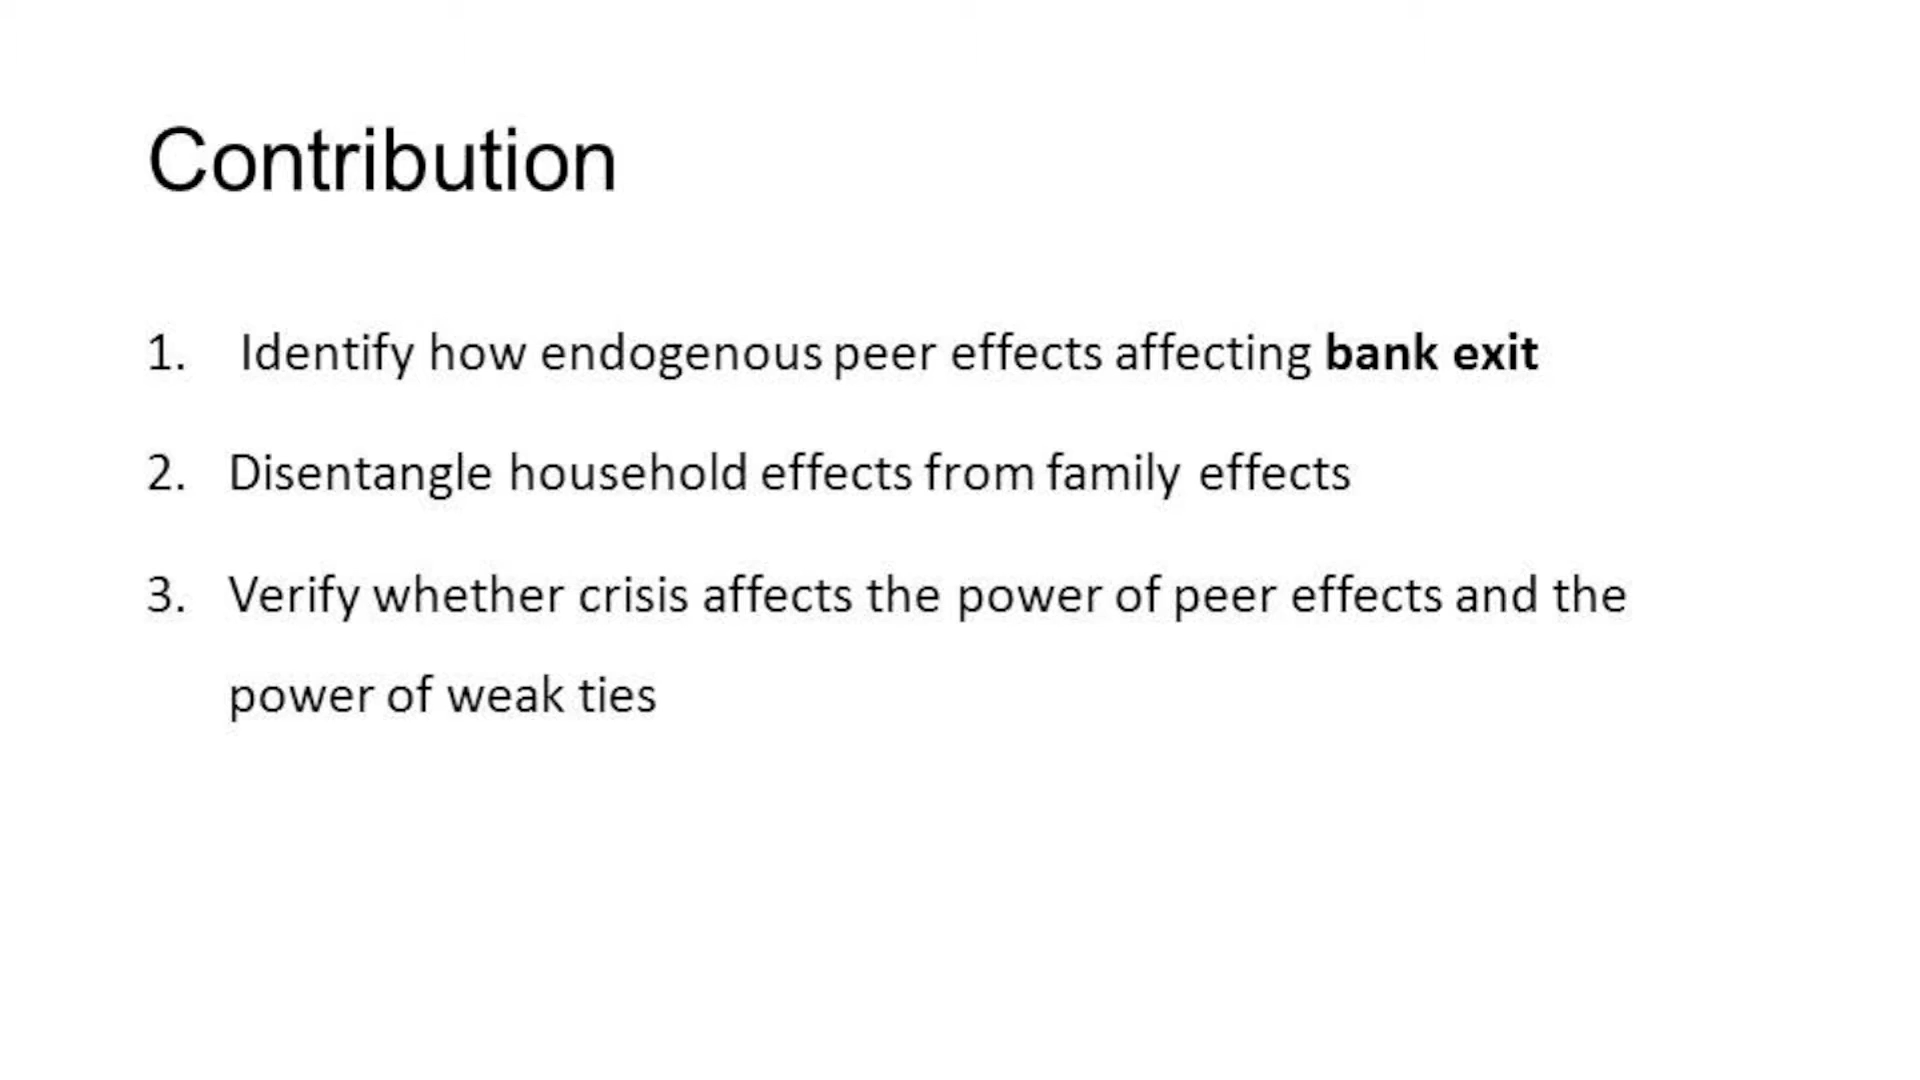 Contribution
1. Identify how endogenous peer effects affecting bank exit
2. Disentangle household effects from family effects
3. Verify whether crisis affects the power of peer effects and the
power of weak ties